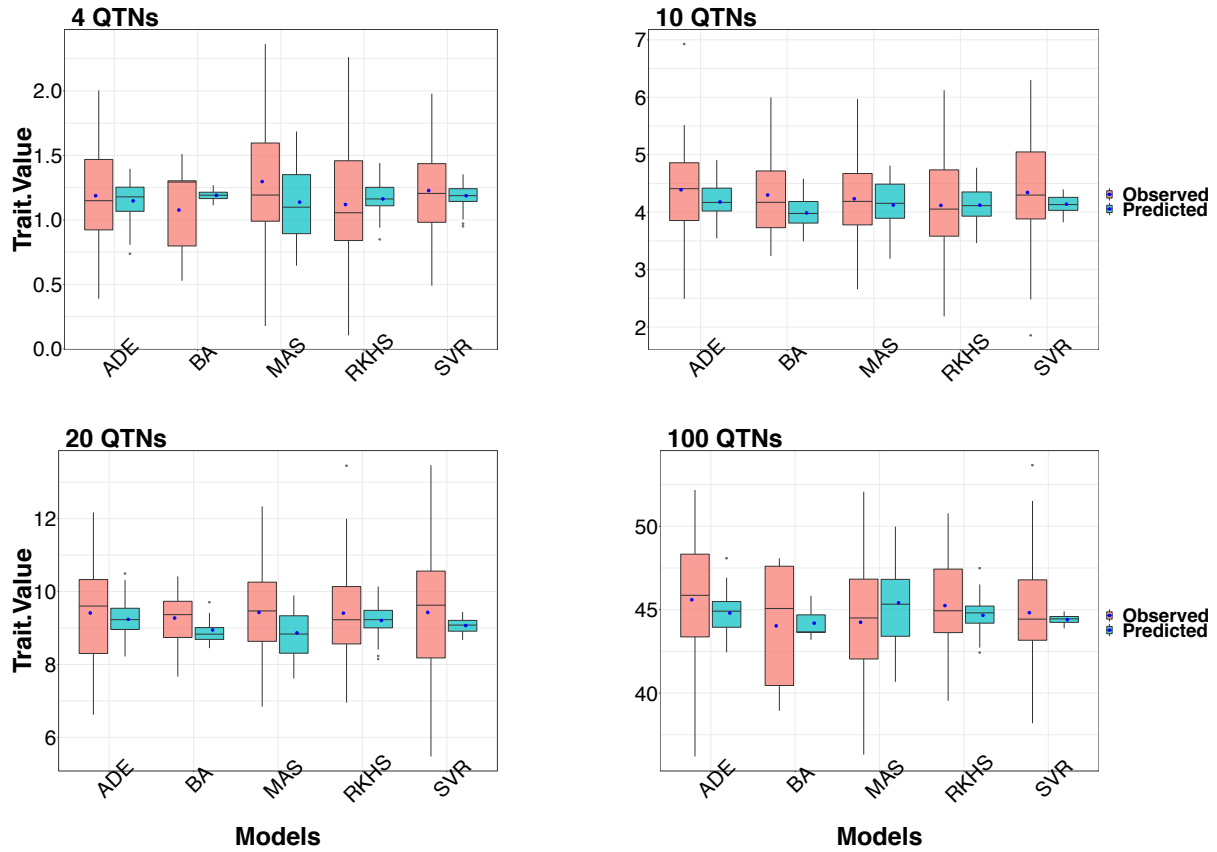 4 QTNs
10 QTNs
Trait.Value
2.0
1.5
1.0
0.5
0.0
ADE
BA
MAS
RKHS
SVR
7
6
5
4
3
2
ADE
BA
MAS
RKHS
SVR
Observed
Predicted
20 QTNs
100 QTNs
Trait.Value
12
10
8
6
ADE
BA
MAS
RKHS
SVR
Models
50
45
40
ADE
BA
MAS
RKHS
SVR
Models
Observed
Predicted